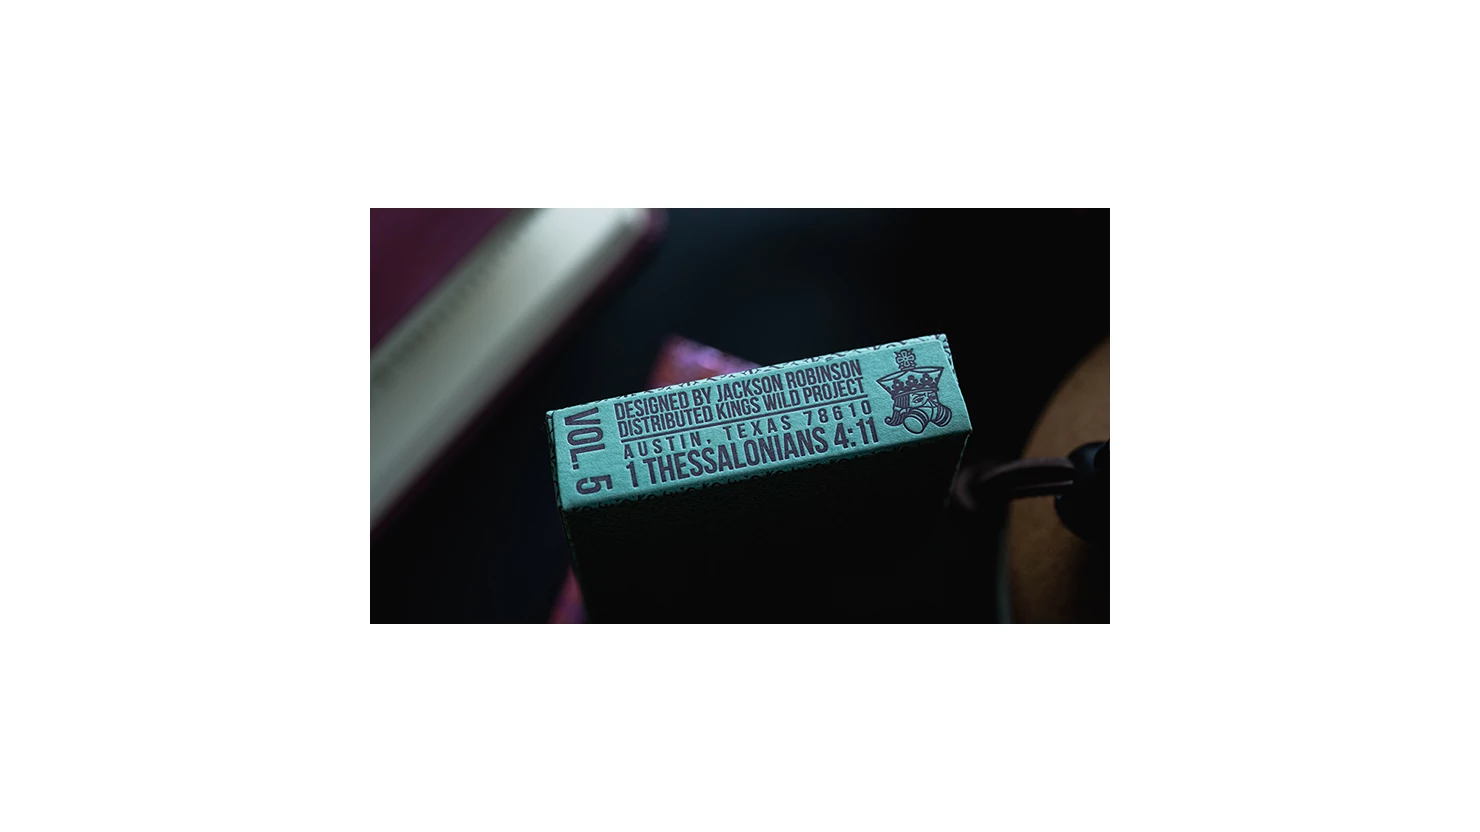 VOL. 5
DESIGNED BY JACKSON ROBINSON
DISTRIBUTED KINGS WILD PROJECT
AUSTIN, TEXAS 78610
1 THESSALONIANS 4:11